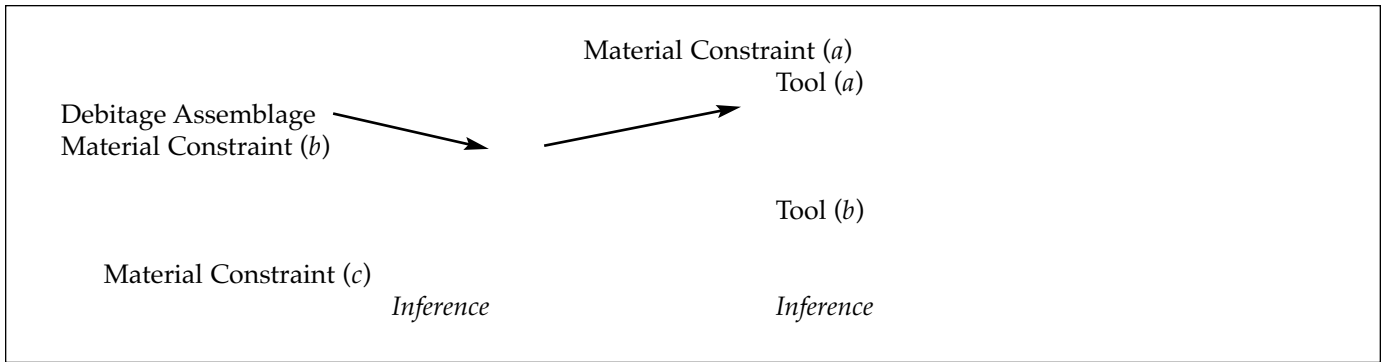 Material Constraint (a)
Tool (a)
Debitage Assemblage
Material Constraint (b)
Tool (b)
Material Constraint (c)
Inference Inference